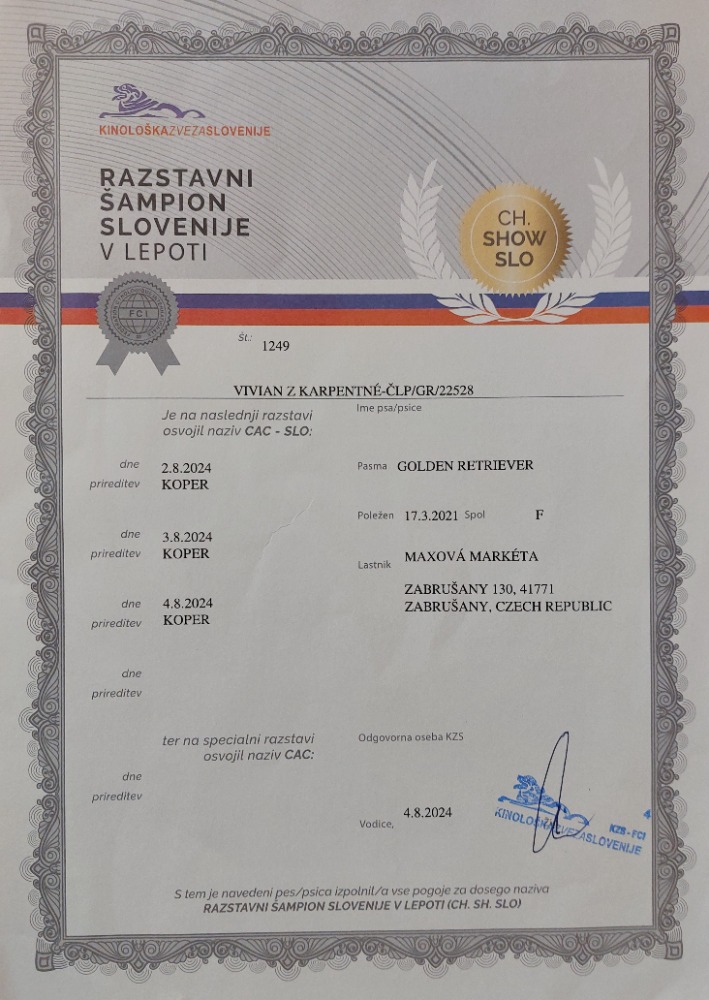 KINOLOŠKAZVEZASLOVENIJE
RAZSTAVNI
ŠAMPION
SLOVENIJE
V LEPOTI
CH.
SHOW
SLO
FCI
Št.: 1249
VIVIAN Z KARPENTNÉ-ČLP/GR/22528
Ime psa/psice
Je na naslednji razstavi
osvojil naziv CAC - SLO:
dne 2.8.2024
prireditev KOPER
Pasma GOLDEN RETRIEVER
Poležen 17.3.2021 Spol F
dne 3.8.2024
prireditev KOPER
Lastnik MAXOVÁ MARKÉTA
ZABRUŠANY 130, 41771
ZABRUŠANY, CZECH REPUBLIC
dne 4.8.2024
prireditev KOPER
dne
prireditev
ter na specialni razstavi
osvojil naziv CAC:
dne
prireditev
Odgovorna oseba KZS
Vodice, 4.8.2024
KINOLOŠKAZVEZASLOVENIJE
KZS - FCI
4
S tem je navedeni pes/psica izpolnil/a vse pogoje za dosego naziva
RAZSTAVNI ŠAMPION SLOVENIJE V LEPOTI (CH. SH. SLO)